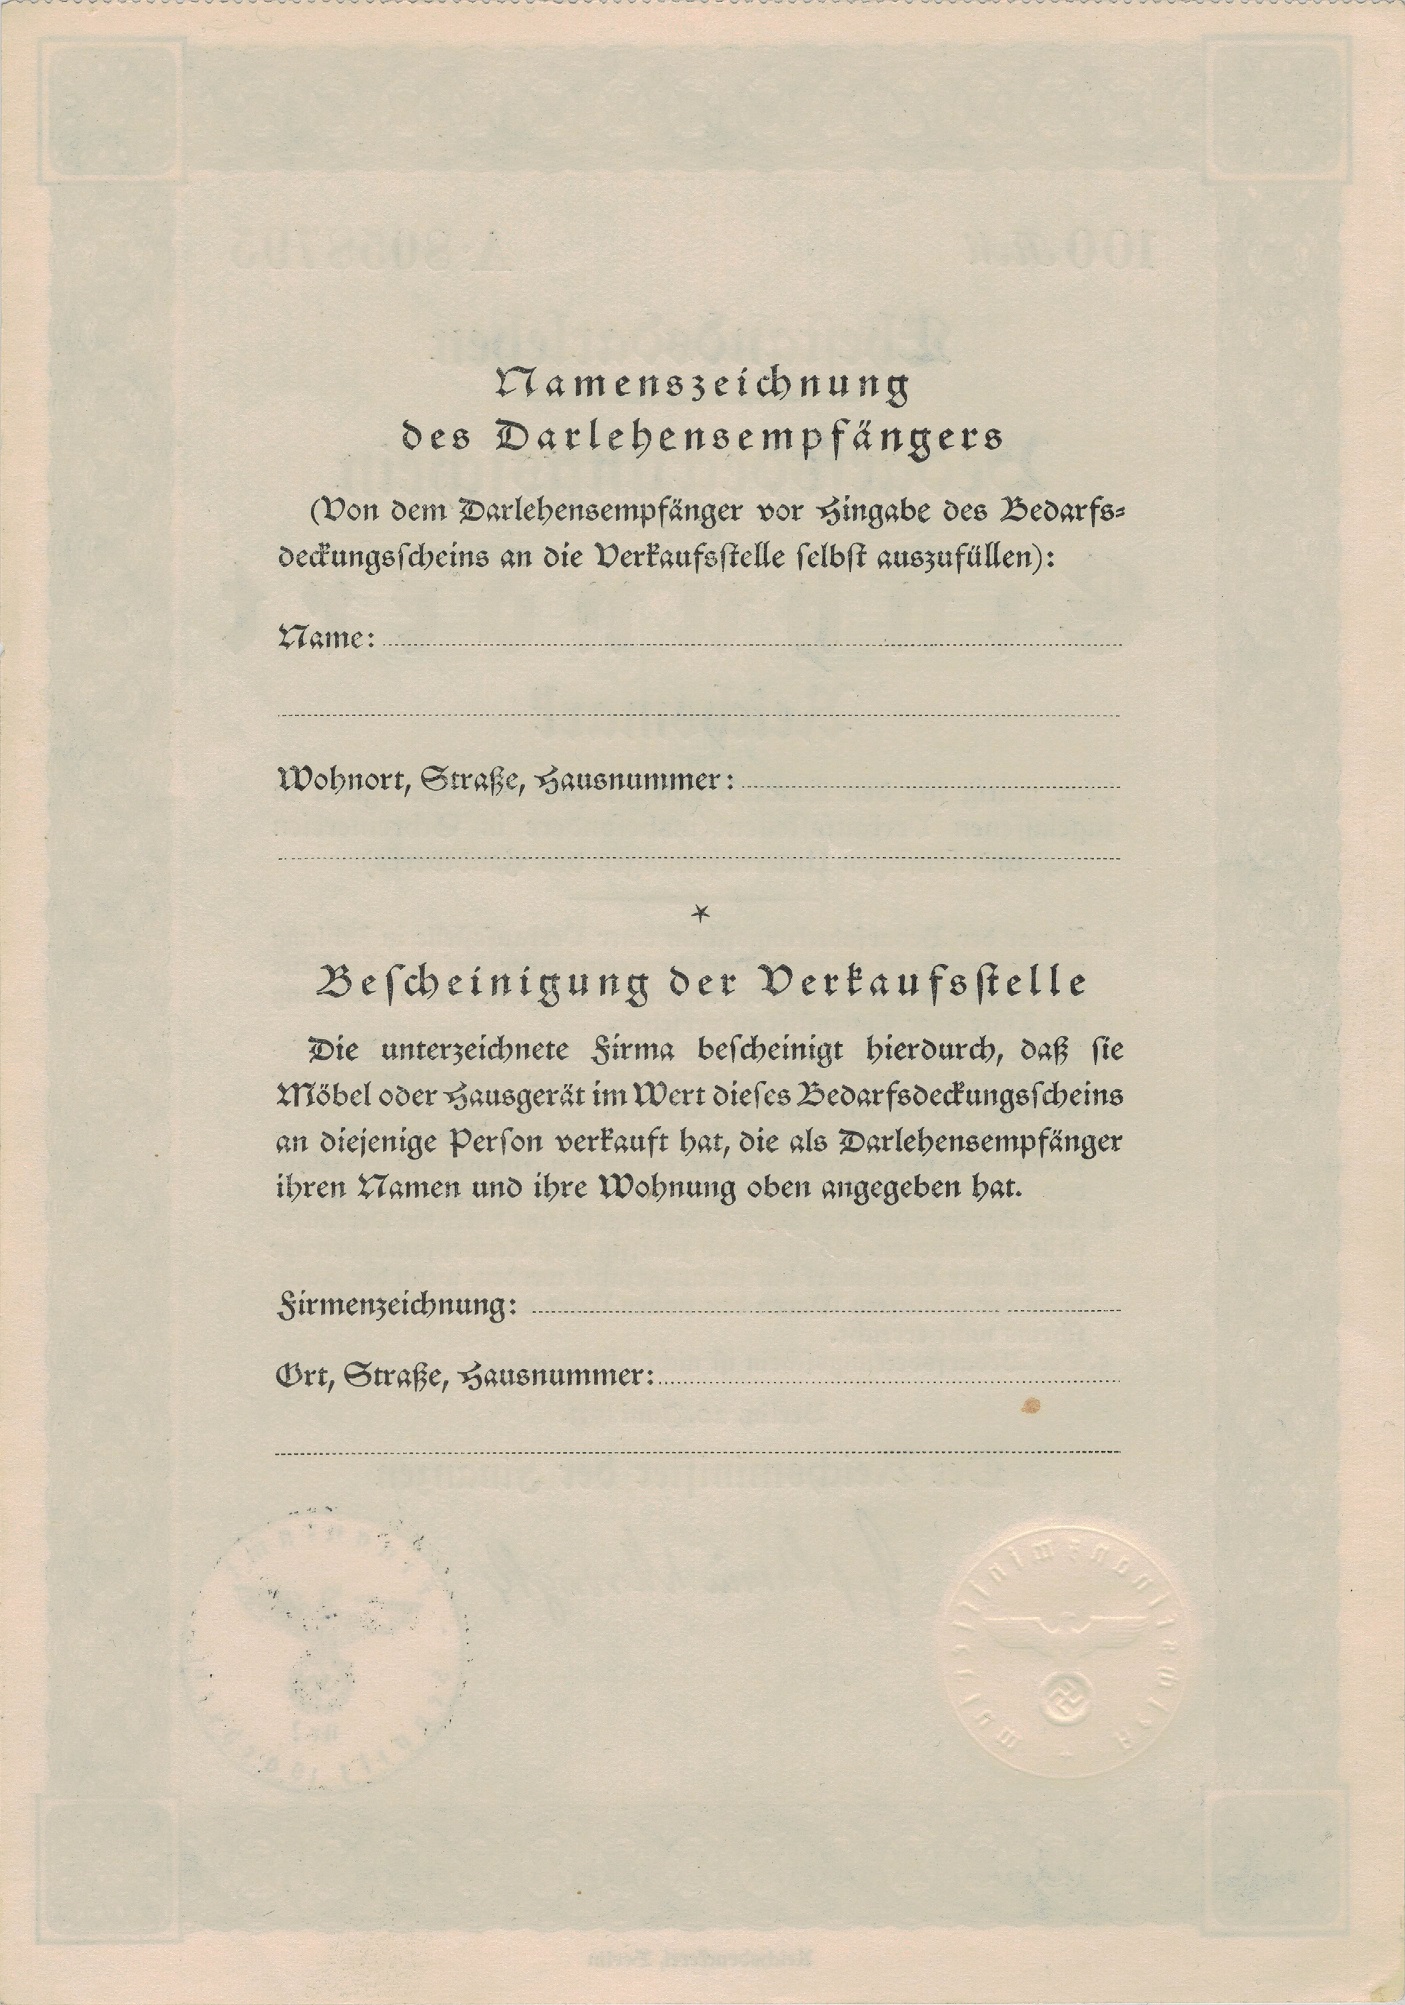 Namenszeichnung
des Darlehensempfängers
(Von dem Darlehensempfänger vor Hingabe des Bedarfs-
deckungsscheins an die Verkaufsstelle selbst auszufüllen):
Name:
Wohnort, Straße, Hausnummer:
*
Bescheinigung der Verkaufsstelle
Die unterzeichnete Firma bescheinigt hierdurch, daß sie
Möbel oder Hausgerät im Wert dieses Bedarfsdeckungsscheins
an diejenige Person verkauft hat, die als Darlehensempfänger
ihren Namen und ihre Wohnung oben angegeben hat.
Firmenzeichnung:
Ort, Straße, Hausnummer:
Reichsfinanzministerium